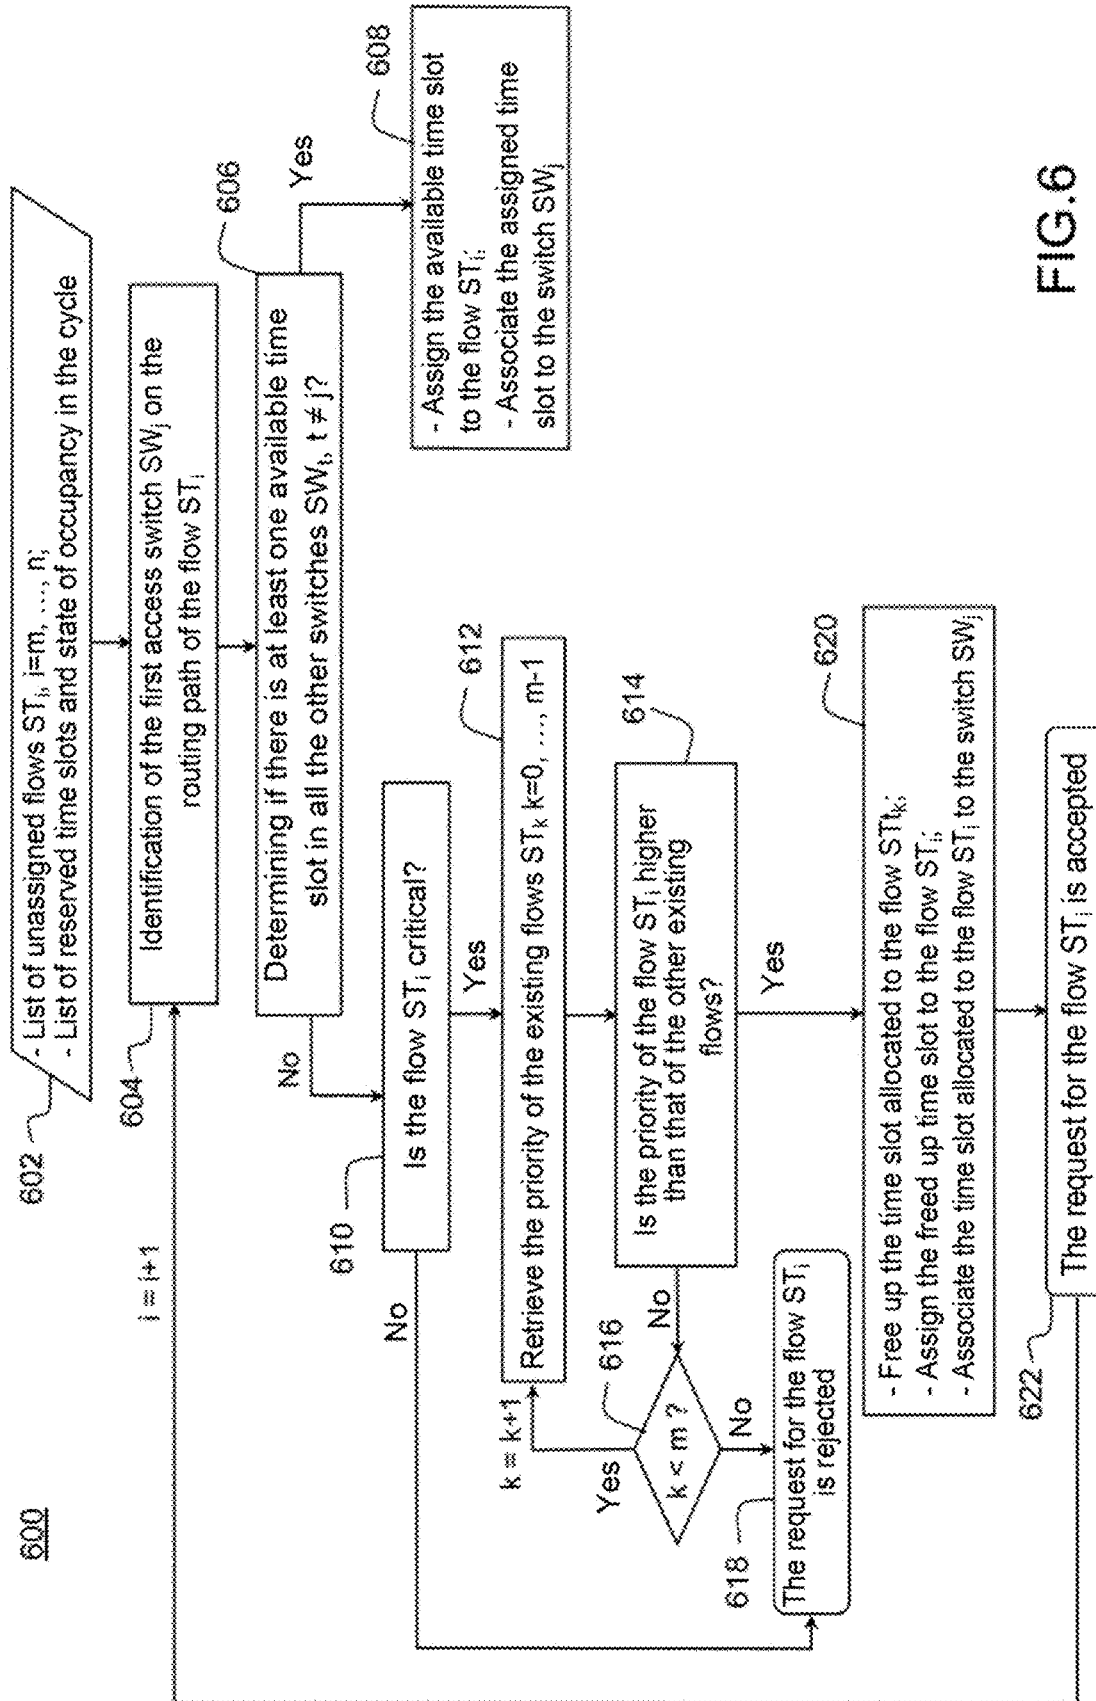 600
602
- List of unassigned flows STi, i=m, ..., n;
- List of reserved time slots and state of occupancy in the cycle
i = i+1
604
Identification of the first access switch SWj on the
routing path of the flow STi
606
Determining if there is at least one available time
slot in all the other switches SWt, t ≠ j?
Yes
608
- Assign the available time slot
to the flow STi;
- Associate the assigned time
slot to the switch SWj
No
610
Is the flow STi critical?
No
Yes
612
Retrieve the priority of the existing flows STk k=0, ..., m-1
k = k+1
614
Is the priority of the flow STi higher
than that of the other existing
flows?
No
616
k < m ?
Yes
No
618
The request for the flow STi
is rejected
Yes
620
- Free up the time slot allocated to the flow STtk;
- Assign the freed up time slot to the flow STi;
- Associate the time slot allocated to the flow STi to the switch SWj
622
The request for the flow STi is accepted
FIG.6